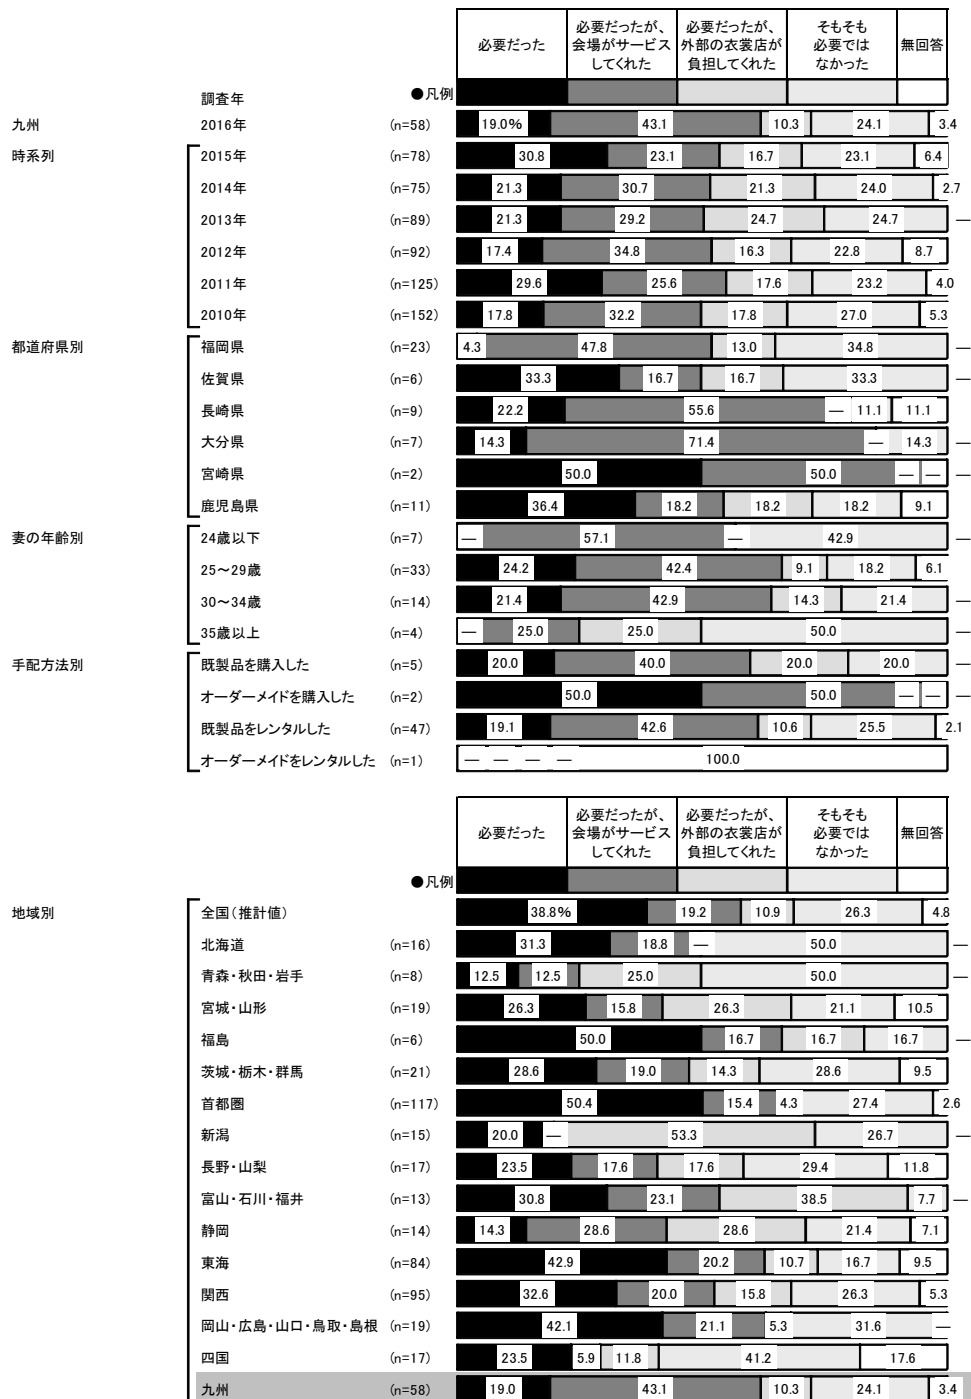 必要だった
必要だったが、
会場がサービス
してくれた
必要だったが、
外部の衣裳店が
負担してくれた
そもそも
必要では
なかった
無回答
調査年 ●凡例
九州 2016年 (n=58) 19.0% 43.1 10.3 24.1 3.4
時系列 2015年 (n=78) 30.8 23.1 16.7 23.1 6.4
2014年 (n=75) 21.3 30.7 21.3 24.0 2.7
2013年 (n=89) 21.3 29.2 24.7 24.7 —
2012年 (n=92) 17.4 34.8 16.3 22.8 8.7
2011年 (n=125) 29.6 25.6 17.6 23.2 4.0
2010年 (n=152) 17.8 32.2 17.8 27.0 5.3
都道府県別 福岡県 (n=23) 4.3 47.8 13.0 34.8 —
佐賀県 (n=6) 33.3 16.7 16.7 33.3 —
長崎県 (n=9) 22.2 55.6 — 11.1 11.1
大分県 (n=7) 14.3 71.4 — 14.3 —
宮崎県 (n=2) 50.0 50.0 — — —
鹿児島県 (n=11) 36.4 18.2 18.2 18.2 9.1
妻の年齢別 24歳以下 (n=7) — 57.1 — 42.9 —
25～29歳 (n=33) 24.2 42.4 9.1 18.2 6.1
30～34歳 (n=14) 21.4 42.9 14.3 21.4 —
35歳以上 (n=4) — 25.0 25.0 50.0 —
手配方法別 既製品を購入した (n=5) 20.0 40.0 20.0 20.0 —
オーダーメイドを購入した (n=2) 50.0 50.0 — — —
既製品をレンタルした (n=47) 19.1 42.6 10.6 25.5 2.1
オーダーメイドをレンタルした (n=1) — — — — 100.0
必要だった
必要だったが、
会場がサービス
してくれた
必要だったが、
外部の衣裳店が
負担してくれた
そもそも
必要では
なかった
無回答
●凡例
地域別 全国（推計値） 38.8% 19.2 10.9 26.3 4.8
北海道 (n=16) 31.3 18.8 — 50.0 —
青森・秋田・岩手 (n=8) 12.5 12.5 25.0 50.0 —
宮城・山形 (n=19) 26.3 15.8 26.3 21.1 10.5
福島 (n=6) 50.0 16.7 16.7 16.7 —
茨城・栃木・群馬 (n=21) 28.6 19.0 14.3 28.6 9.5
首都圏 (n=117) 50.4 15.4 4.3 27.4 2.6
新潟 (n=15) 20.0 — 53.3 26.7 —
長野・山梨 (n=17) 23.5 17.6 17.6 29.4 11.8
富山・石川・福井 (n=13) 30.8 23.1 38.5 7.7 —
静岡 (n=14) 14.3 28.6 28.6 21.4 7.1
東海 (n=84) 42.9 20.2 10.7 16.7 9.5
関西 (n=95) 32.6 20.0 15.8 26.3 5.3
岡山・広島・山口・鳥取・島根 (n=19) 42.1 21.1 5.3 31.6 —
四国 (n=17) 23.5 5.9 11.8 41.2 17.6
九州 (n=58) 19.0 43.1 10.3 24.1 3.4